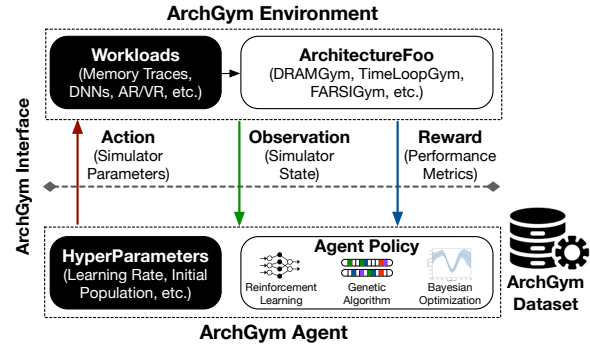 ArchGym Environment
Workloads
(Memory Traces,
DNNs, AR/VR, etc.)
ArchitectureFoo
(DRAMGym, TimeLoopGym,
FARSIGym, etc.)
ArchGym Interface
Action
(Simulator
Parameters)
Observation
(Simulator
State)
Reward
(Performance
Metrics)
HyperParameters
(Learning Rate, Initial
Population, etc.)
Agent Policy
Reinforcement
Learning
Genetic
Algorithm
Bayesian
Optimization
ArchGym
Dataset
ArchGym Agent